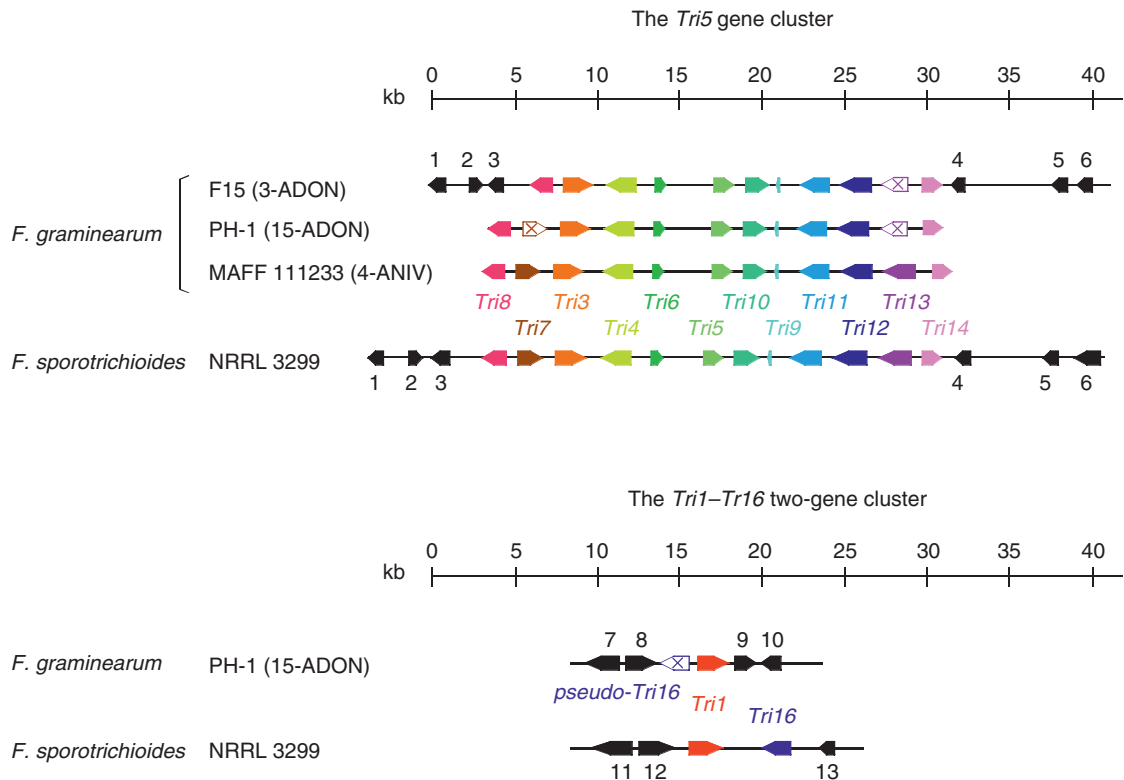 The Tri5 gene cluster
0 5 10 15 20 25 30 35 40
kb
1 2 3 4 5 6
F15 (3-ADON)
F. graminearum PH-1 (15-ADON)
MAFF 111233 (4-ANIV)
Tri8 Tri3 Tri6 Tri10 Tri11 Tri13
Tri7 Tri4 Tri5 Tri9 Tri12 Tri14
F. sporotrichioides NRRL 3299
1 2 3 4 5 6
The Tri1–Tr16 two-gene cluster
0 5 10 15 20 25 30 35 40
kb
7 8 9 10
F. graminearum PH-1 (15-ADON)
pseudo-Tri16 Tri1 Tri16
F. sporotrichioides NRRL 3299
11 12 13